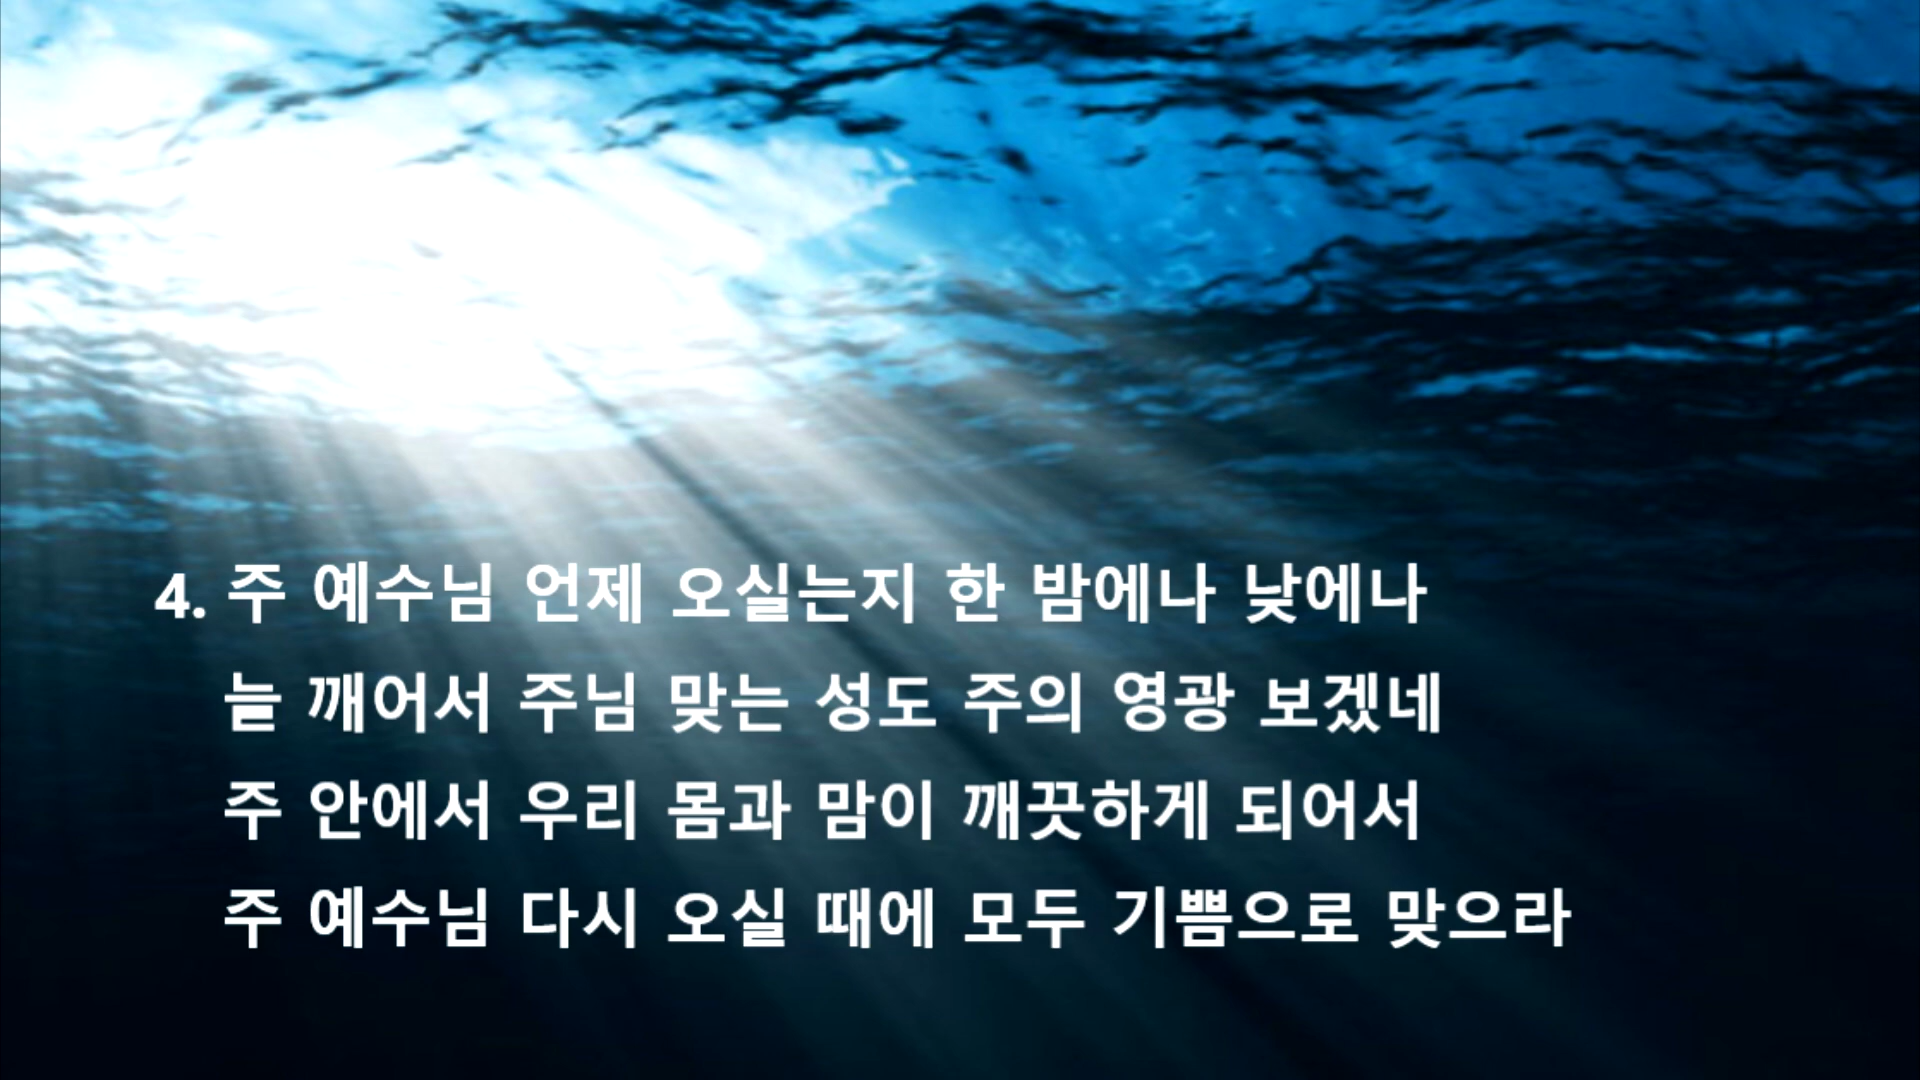 4. 주 예수님 언제 오실는지 한 밤에나 낮에나
늘 깨어서 주님 맞는 성도 주의 영광 보겠네
주 안에서 우리 몸과 맘이 깨끗하게 되어서
주 예수님 다시 오실 때에 모두 기쁨으로 맞으라